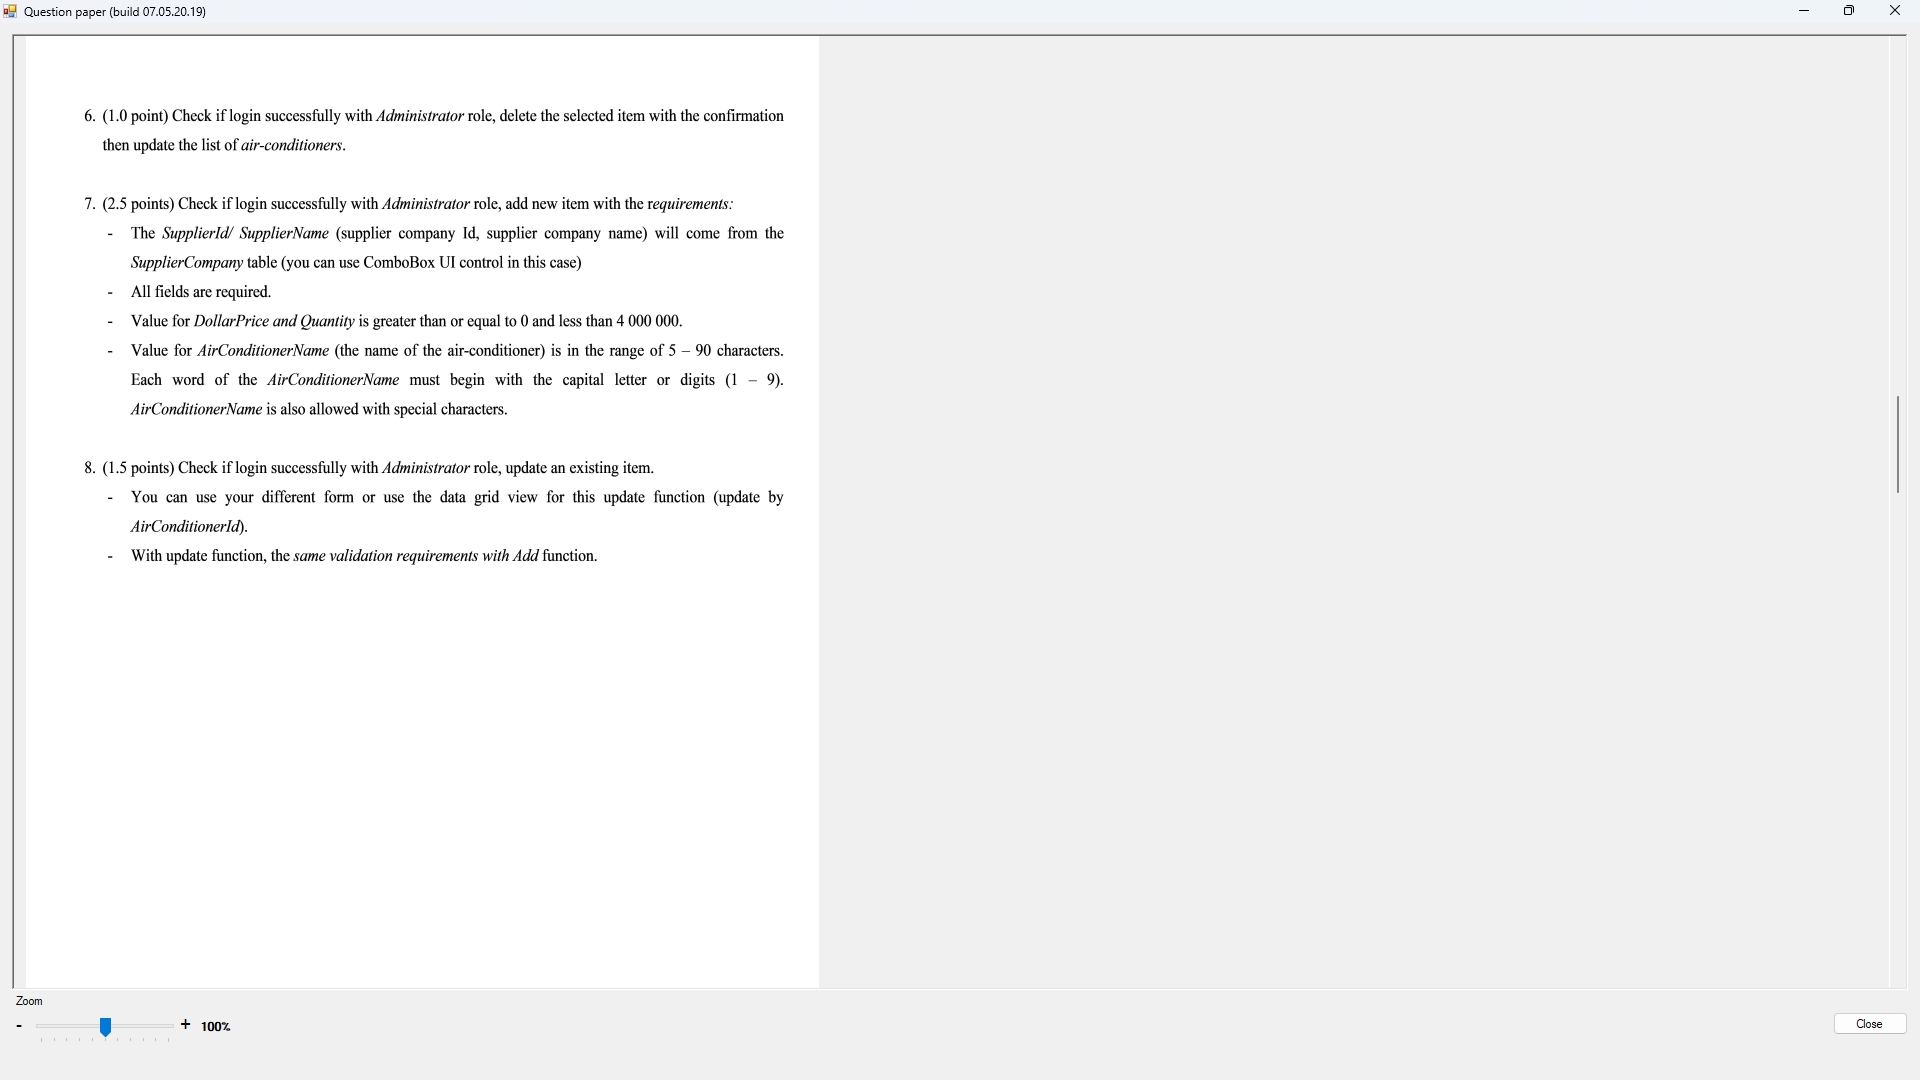 Question paper (build 07.05.20.19)
6. (1.0 point) Check if login successfully with Administrator role, delete the selected item with the confirmation
then update the list of air-conditioners.
7. (2.5 points) Check if login successfully with Administrator role, add new item with the requirements:
- The SupplierId/ SupplierName (supplier company Id, supplier company name) will come from the
SupplierCompany table (you can use ComboBox UI control in this case)
- All fields are required.
- Value for DollarPrice and Quantity is greater than or equal to 0 and less than 4 000 000.
- Value for AirConditionerName (the name of the air-conditioner) is in the range of 5 – 90 characters.
Each word of the AirConditionerName must begin with the capital letter or digits (1 – 9).
AirConditionerName is also allowed with special characters.
8. (1.5 points) Check if login successfully with Administrator role, update an existing item.
- You can use your different form or use the data grid view for this update function (update by
AirConditionerId).
- With update function, the same validation requirements with Add function.
Zoom
- + 100%
Close